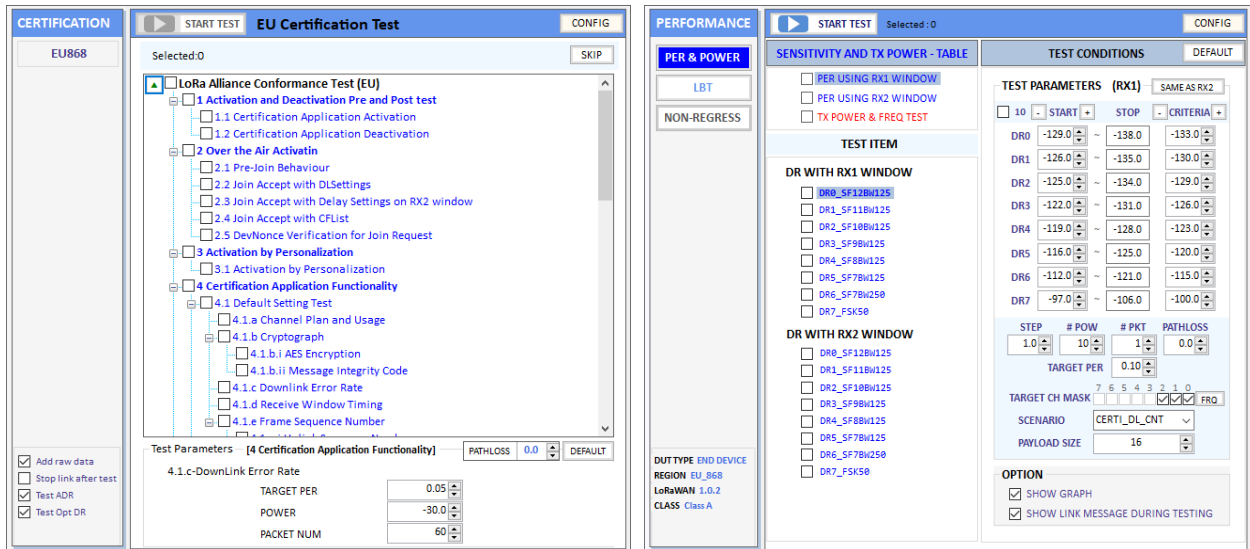 CERTIFICATION
EU868
Add raw data
Stop link after test
Test ADR
Test Opt DR
START TEST
EU Certification Test
CONFIG
Selected:0
SKIP
LoRa Alliance Conformance Test (EU)
1 Activation and Deactivation Pre and Post test
1.1 Certification Application Activation
1.2 Certification Application Deactivation
2 Over the Air Activatin
2.1 Pre-Join Behaviour
2.2 Join Accept with DLSettings
2.3 Join Accept with Delay Settings on RX2 window
2.4 Join Accept with CFList
2.5 DevNonce Verification for Join Request
3 Activation by Personalization
3.1 Activation by Personalization
4 Certification Application Functionality
4.1 Default Setting Test
4.1.a Channel Plan and Usage
4.1.b Cryptograph
4.1.b.i AES Encryption
4.1.b.ii Message Integrity Code
4.1.c Downlink Error Rate
4.1.d Receive Window Timing
4.1.e Frame Sequence Number
Test Parameters [4 Certification Application Functionality] PATHLOSS 0.0 DEFAULT
4.1.c-DownLink Error Rate
TARGET PER 0.05
POWER -30.0
PACKET NUM 60
PERFORMANCE
PER & POWER
LBT
NON-REGRESS
DUT TYPE END DEVICE
REGION EU_868
LoRaWAN 1.0.2
CLASS Class A
START TEST
Selected : 0
CONFIG
SENSITIVITY AND TX POWER - TABLE
PER USING RX1 WINDOW
PER USING RX2 WINDOW
TX POWER & FREQ TEST
TEST ITEM
DR WITH RX1 WINDOW
DR0_SF12BW125
DR1_SF11BW125
DR2_SF10BW125
DR3_SF9BW125
DR4_SF8BW125
DR5_SF7BW125
DR6_SF7BW250
DR7_FSK50
DR WITH RX2 WINDOW
DR0_SF12BW125
DR1_SF11BW125
DR2_SF10BW125
DR3_SF9BW125
DR4_SF8BW125
DR5_SF7BW125
DR6_SF7BW250
DR7_FSK50
TEST CONDITIONS
DEFAULT
TEST PARAMETERS (RX1) SAME AS RX2
10 - START + STOP - CRITERIA +
DR0 -129.0 ~ -138.0 -133.0
DR1 -126.0 ~ -135.0 -130.0
DR2 -125.0 ~ -134.0 -129.0
DR3 -122.0 ~ -131.0 -126.0
DR4 -119.0 ~ -128.0 -123.0
DR5 -116.0 ~ -125.0 -120.0
DR6 -112.0 ~ -121.0 -115.0
DR7 -97.0 ~ -106.0 -100.0
STEP # POW # PKT PATHLOSS
1.0 10 1 0.0
TARGET PER 0.10
7 6 5 4 3 2 1 0
TARGET CH MASK FRQ
SCENARIO CERTI_DL_CNT
PAYLOAD SIZE 16
OPTION
SHOW GRAPH
SHOW LINK MESSAGE DURING TESTING